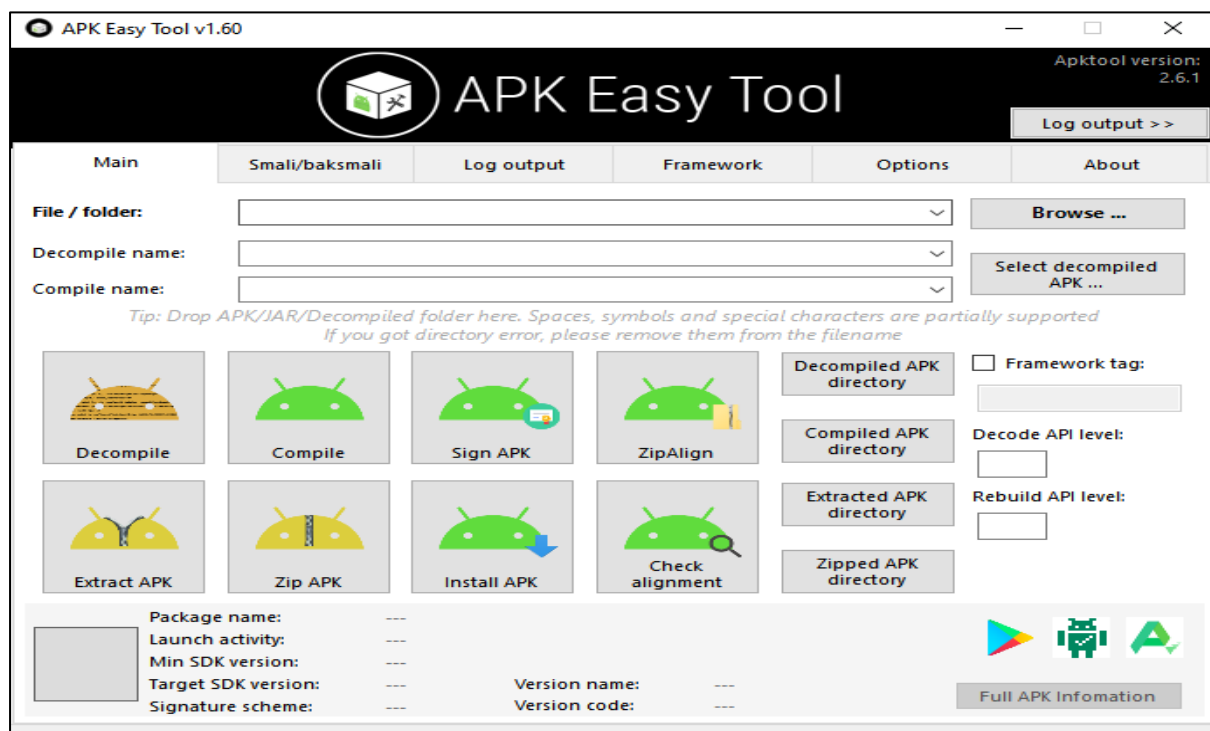 APK Easy Tool v1.60
APK Easy Tool
Apktool version:
2.6.1
Log output >>
Main
Smali/baksmali
Log output
Framework
Options
About
File / folder:
Browse ...
Decompile name:
Select decompiled
APK ...
Compile name:
Tip: Drop APK/JAR/Decompiled folder here. Spaces, symbols and special characters are partially supported
If you got directory error, please remove them from the filename
Decompile
Compile
Sign APK
ZipAlign
Decompiled APK
directory
Framework tag:
Compiled APK
directory
Decode API level:
Extract APK
Zip APK
Install APK
Check
alignment
Extracted APK
directory
Rebuild API level:
Zipped APK
directory
Package name: ---
Launch activity: ---
Min SDK version: ---
Target SDK version: --- Version name: ---
Signature scheme: --- Version code: ---
Full APK Infomation